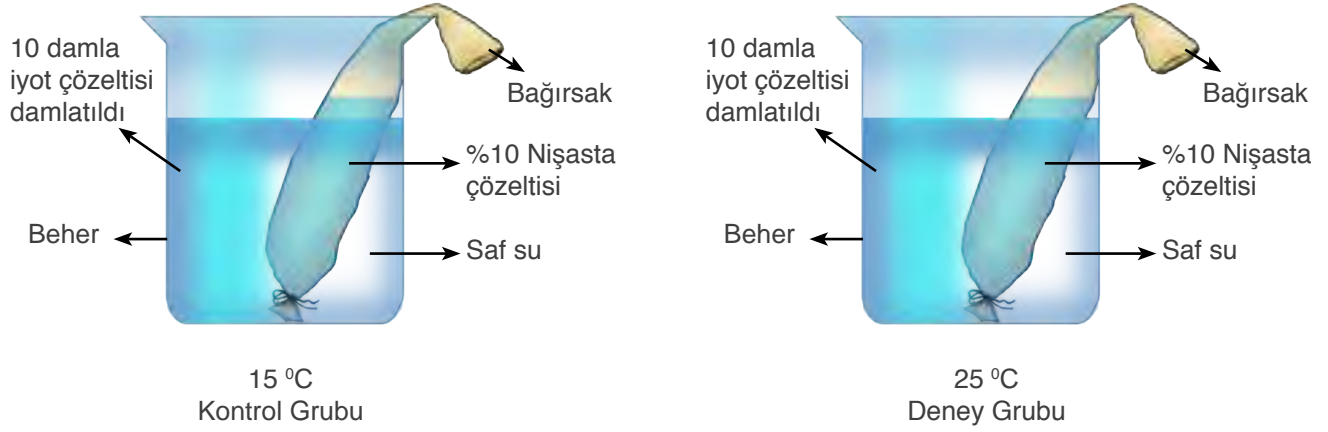 10 damla
iyot çözeltisi
damlatıldı
Bağırsak
%10 Nişasta
çözeltisi
Beher
Saf su
15 ⁰C
Kontrol Grubu
10 damla
iyot çözeltisi
damlatıldı
Bağırsak
%10 Nişasta
çözeltisi
Beher
Saf su
25 ⁰C
Deney Grubu